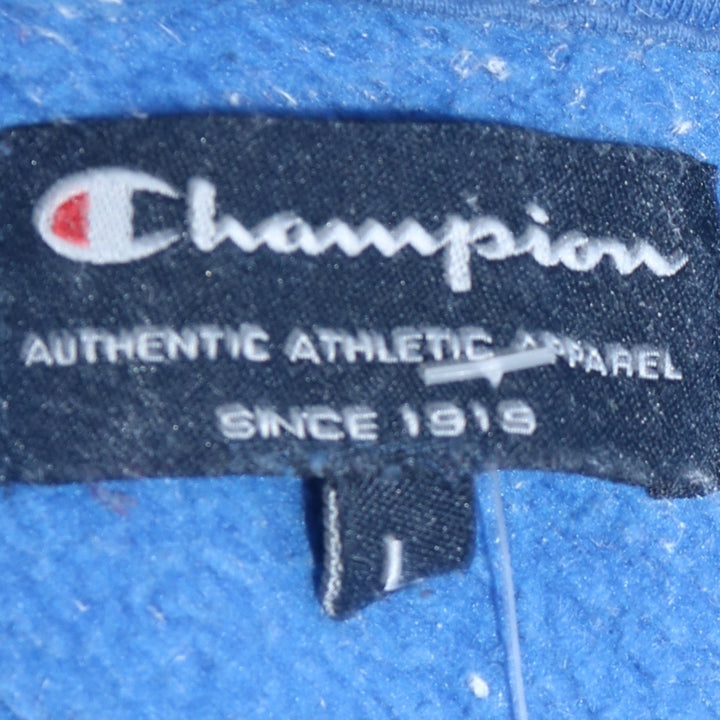 Champion
AUTHENTIC ATHLETIC APPAREL
SINCE 1919
L